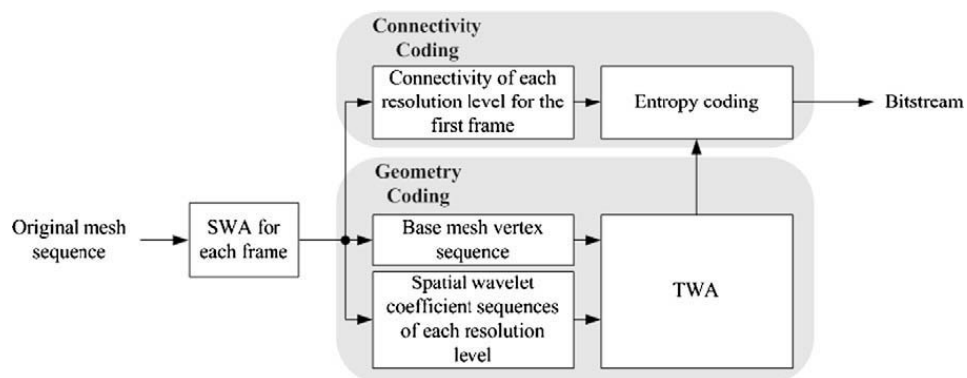 Connectivity
Coding
Connectivity of each
resolution level for the
first frame
Entropy coding
Bitstream
Geometry
Coding
Original mesh
sequence
SWA for
each frame
Base mesh vertex
sequence
Spatial wavelet
coefficient sequences
of each resolution
level
TWA